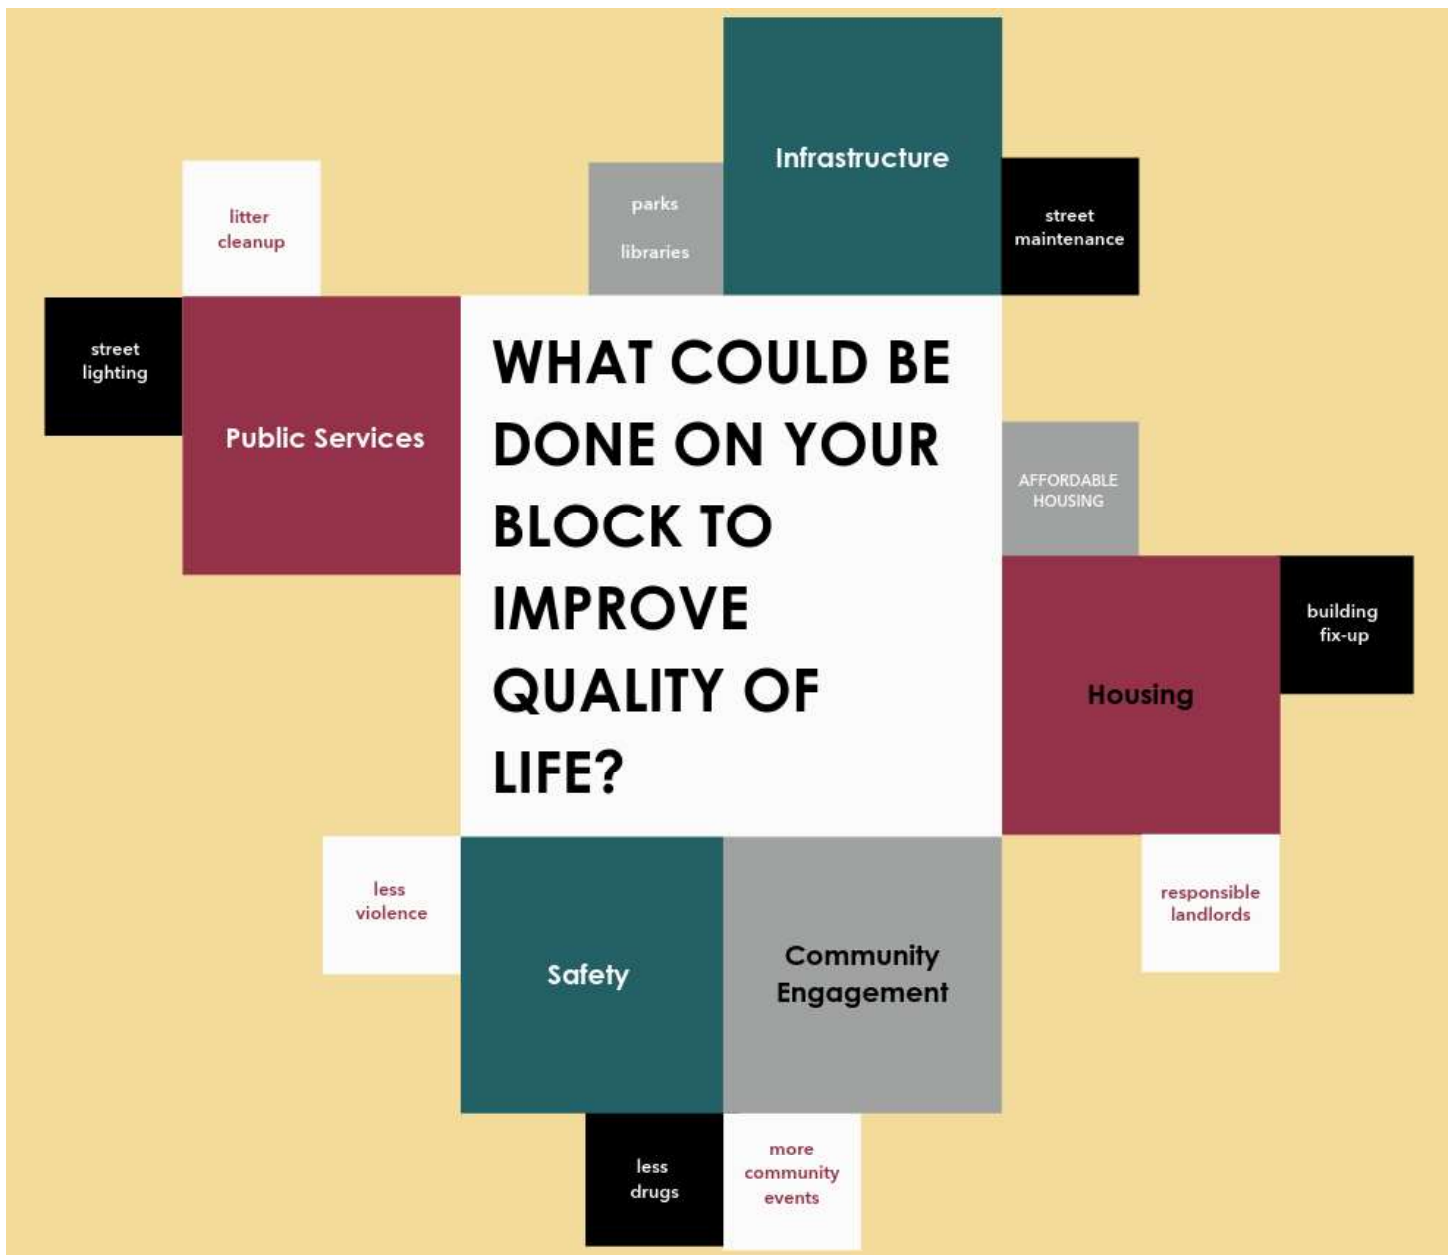 Infrastructure
parks
libraries
street
maintenance
litter
cleanup
street
lighting
Public Services
WHAT COULD BE
DONE ON YOUR
BLOCK TO
IMPROVE
QUALITY OF
LIFE?
AFFORDABLE
HOUSING
building
fix-up
Housing
responsible
landlords
less
violence
Safety
Community
Engagement
less
drugs
more
community
events